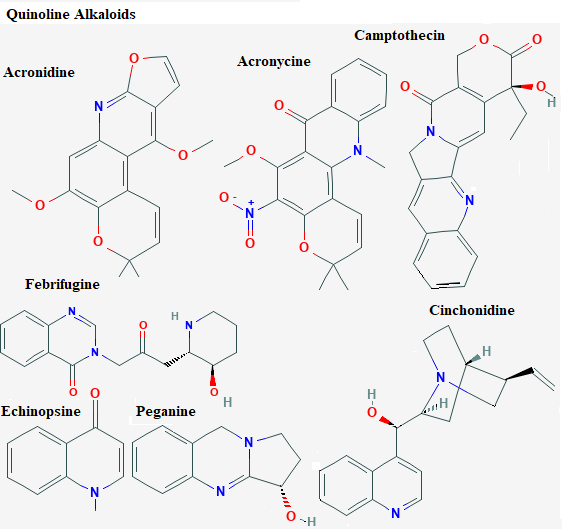 Quinoline Alkaloids
Acronidine
O
N
O
O
O
Acronycine
O
O
N
O-
N+
O
O
Camptothecin
O
O
O
O
H
N
N
Febrifugine
N
N
O
O
H
N
O
H
Cinchonidine
H
N
H
O
H
N
Echinopsine
O
N
Peganine
N
N
O-H